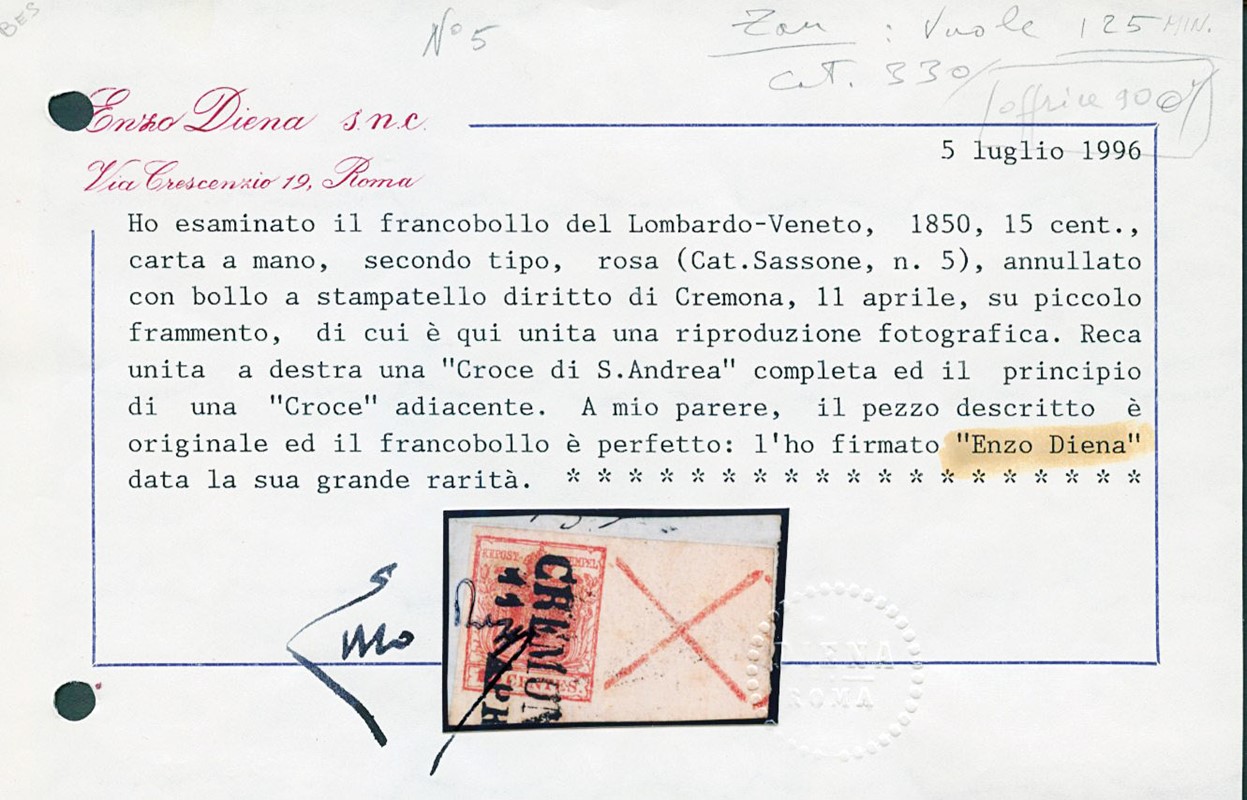 BES
N° 5
Zan : Vuole 125 MIN.
Cat. 330
(offrire 90
Enzo Diena s.n.c.
Via Crescenzio 19, Roma
5 luglio 1996
Ho esaminato il francobollo del Lombardo-Veneto, 1850, 15 cent.,
carta a mano, secondo tipo, rosa (Cat.Sassone, n. 5), annullato
con bollo a stampatello diritto di Cremona, 11 aprile, su piccolo
frammento, di cui è qui unita una riproduzione fotografica. Reca
unita a destra una "Croce di S.Andrea" completa ed il principio
di una "Croce" adiacente. A mio parere, il pezzo descritto è
originale ed il francobollo è perfetto: l'ho firmato "Enzo Diena"
data la sua grande rarità. * * * * * * * * * * * * * * * * * * *
CREMON
11 APR
CENTES.